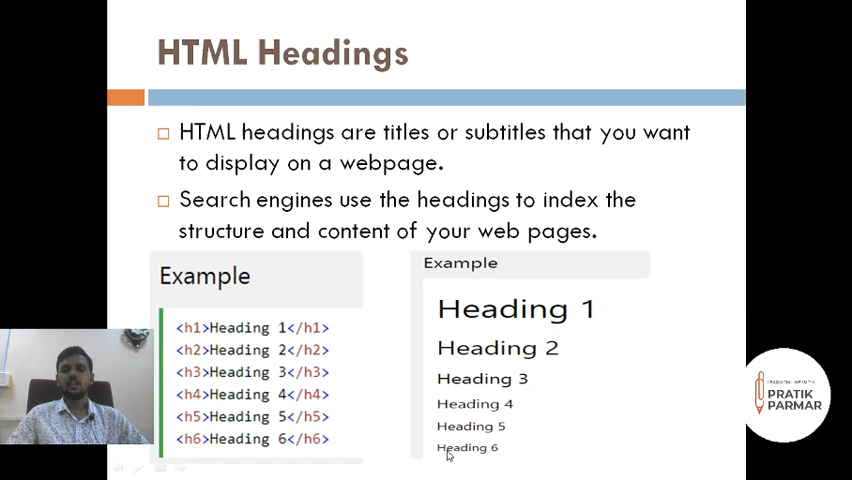 HTML Headings
HTML headings are titles or subtitles that you want
to display on a webpage.
Search engines use the headings to index the
structure and content of your web pages.
Example
<h1>Heading 1</h1>
<h2>Heading 2</h2>
<h3>Heading 3</h3>
<h4>Heading 4</h4>
<h5>Heading 5</h5>
<h6>Heading 6</h6>
Example
Heading 1
Heading 2
Heading 3
Heading 4
Heading 5
Heading 6
PRATIK
PARMAR